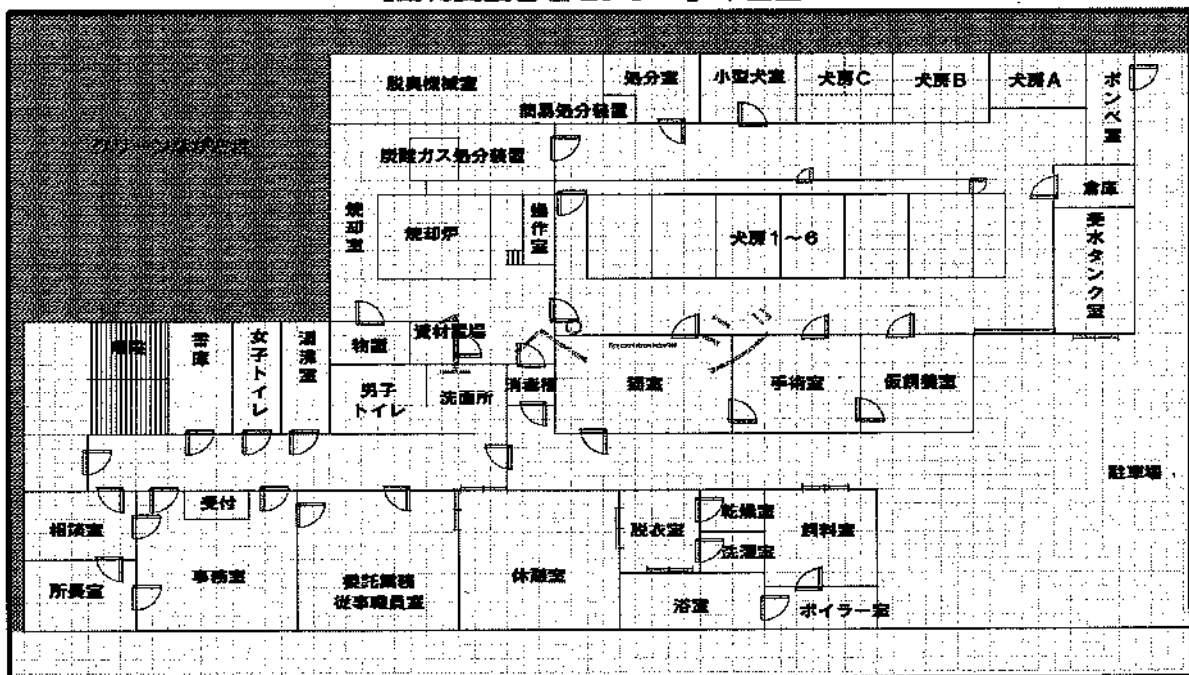 脱臭機械室
処分室
小型犬室
犬房C
犬房B
犬房A
ボンベ室
簡易処分装置
炭酸ガス処分装置
倉庫
焼却室
焼却炉
操作室
犬房1～6
受水タンク室
階段
書庫
女子トイレ
湯沸室
物置
資材置場
男子
トイレ
洗面所
消毒槽
猫室
手術室
仮飼養室
駐車場
受付
相談室
所長室
事務室
委託業務
従事職員室
休憩室
脱衣室
乾燥室
洗濯室
飼料室
浴室
ボイラー室